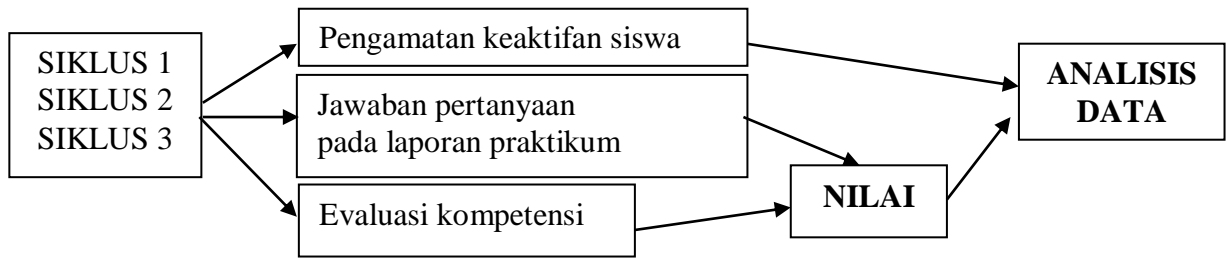 SIKLUS 1
SIKLUS 2
SIKLUS 3
Pengamatan keaktifan siswa
Jawaban pertanyaan
pada laporan praktikum
Evaluasi kompetensi
NILAI
ANALISIS
DATA